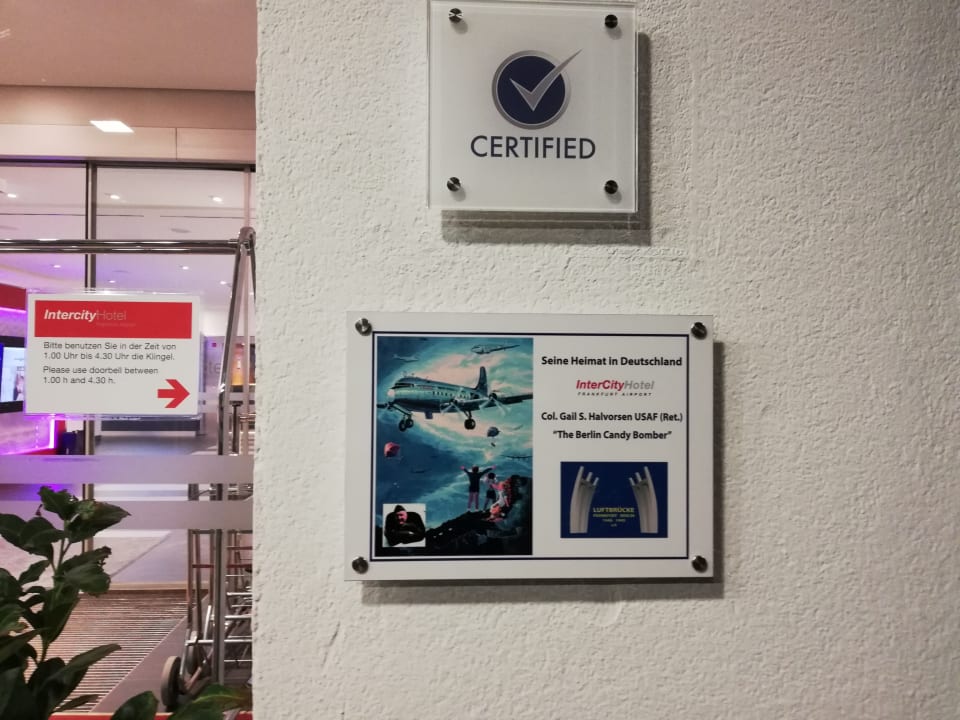 CERTIFIED
InterCityHotel
Bitte benutzen Sie in der Zeit von
1.00 Uhr bis 4.30 Uhr die Klingel.
Please use doorbell between
1.00 h and 4.30 h.
Seine Heimat in Deutschland
InterCityHotel
FRANKFURT AIRPORT
Col. Gail S. Halvorsen USAF (Ret.)
“The Berlin Candy Bomber”
LUFTBRÜCKE
FRANKFURT BERLIN